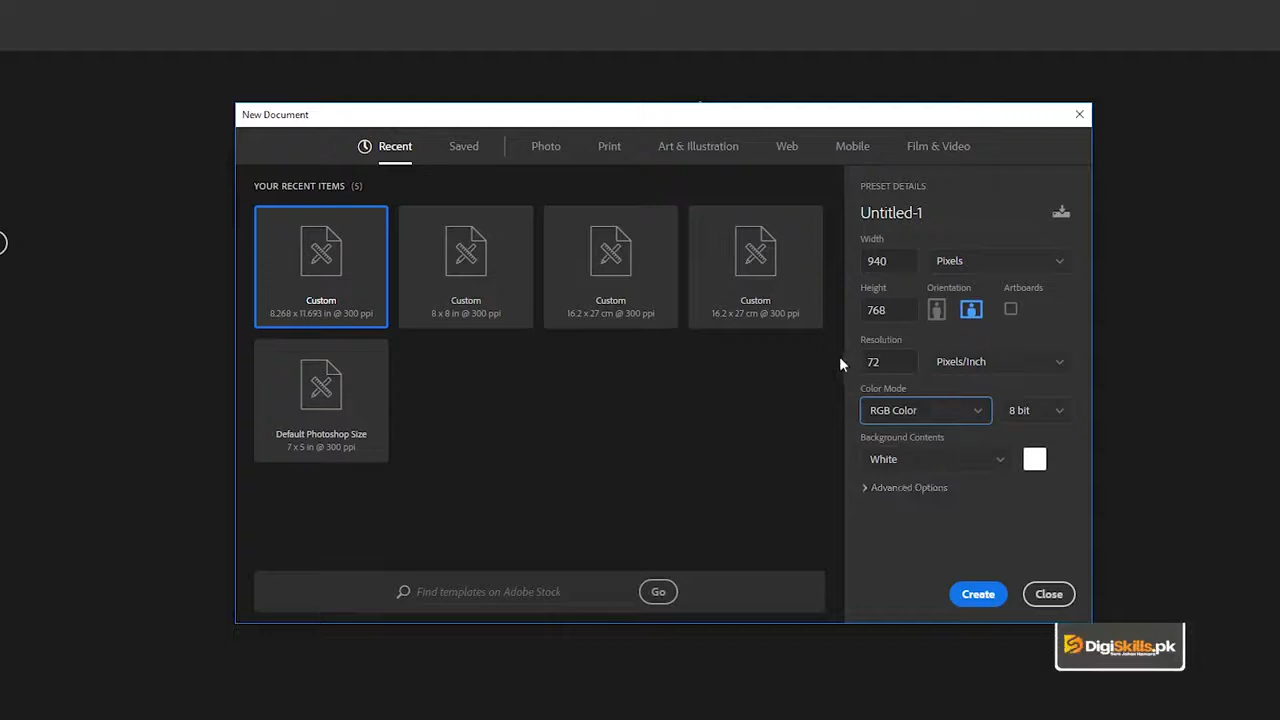 New Document
Recent Saved Photo Print Art & Illustration Web Mobile Film & Video
YOUR RECENT ITEMS (5)
Custom
8.268 x 11.693 in @ 300 ppi
Custom
8 x 8 in @ 300 ppi
Custom
16.2 x 27 cm @ 300 ppi
Custom
16.2 x 27 cm @ 300 ppi
Default Photoshop Size
7 x 5 in @ 300 ppi
Find templates on Adobe Stock
Go
PRESET DETAILS
Untitled-1
Width
940 Pixels
Height Orientation Artboards
768
Resolution
72 Pixels/Inch
Color Mode
RGB Color 8 bit
Background Contents
White
Advanced Options
Create Close
DigiSkills.pk